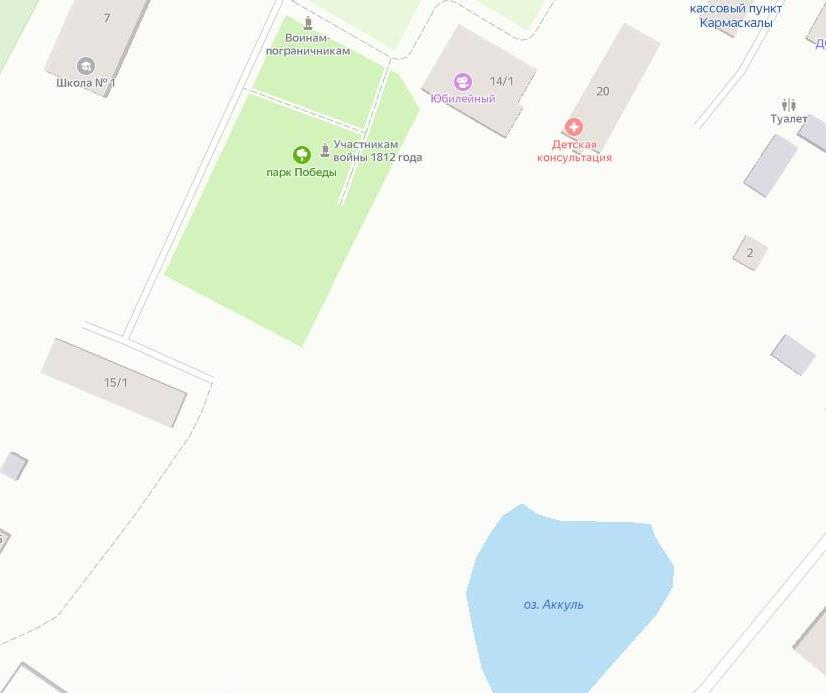 кассовый пункт
Кармаскалы
7
Воинам-
пограничникам
Школа № 1
14/1
Юбилейный
20
Туалет
Детская
консультация
Участникам
войны 1812 года
парк Победы
2
15/1
оз. Аккуль